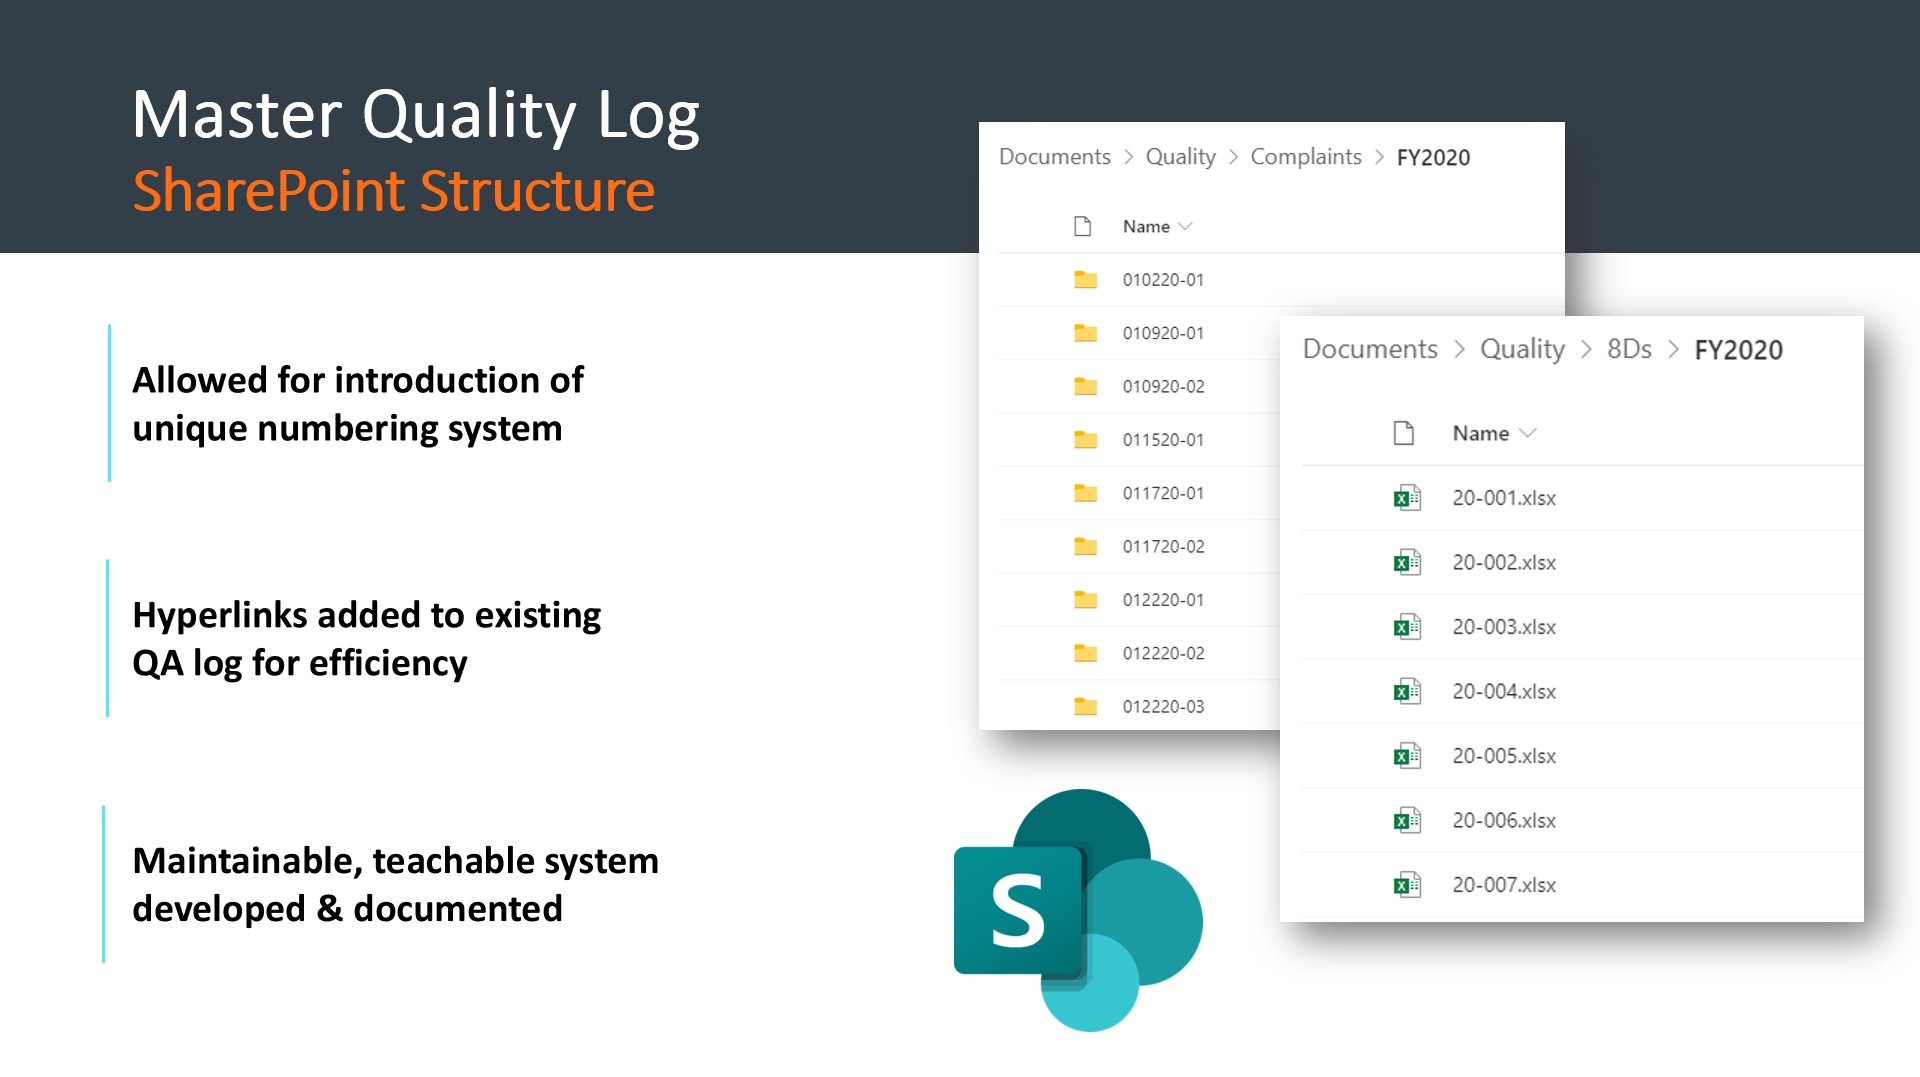 Master Quality Log
SharePoint Structure
Allowed for introduction of
unique numbering system
Hyperlinks added to existing
QA log for efficiency
Maintainable, teachable system
developed & documented
Documents > Quality > Complaints > FY2020
Name
010220-01
010920-01
010920-02
011520-01
011720-01
011720-02
012220-01
012220-02
012220-03
Documents > Quality > 8Ds > FY2020
Name
20-001.xlsx
20-002.xlsx
20-003.xlsx
20-004.xlsx
20-005.xlsx
20-006.xlsx
20-007.xlsx
S